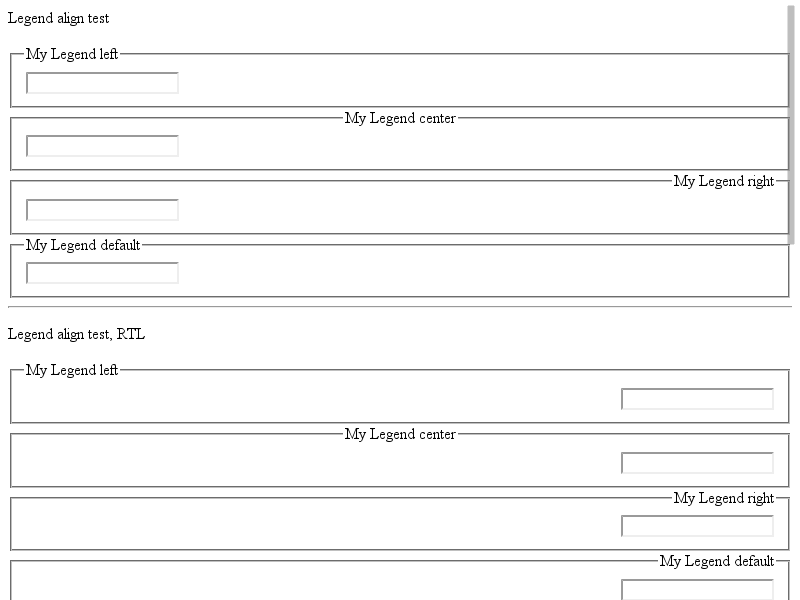 Legend align test
My Legend left
My Legend center
My Legend right
My Legend default
Legend align test, RTL
My Legend left
My Legend center
My Legend right
My Legend default